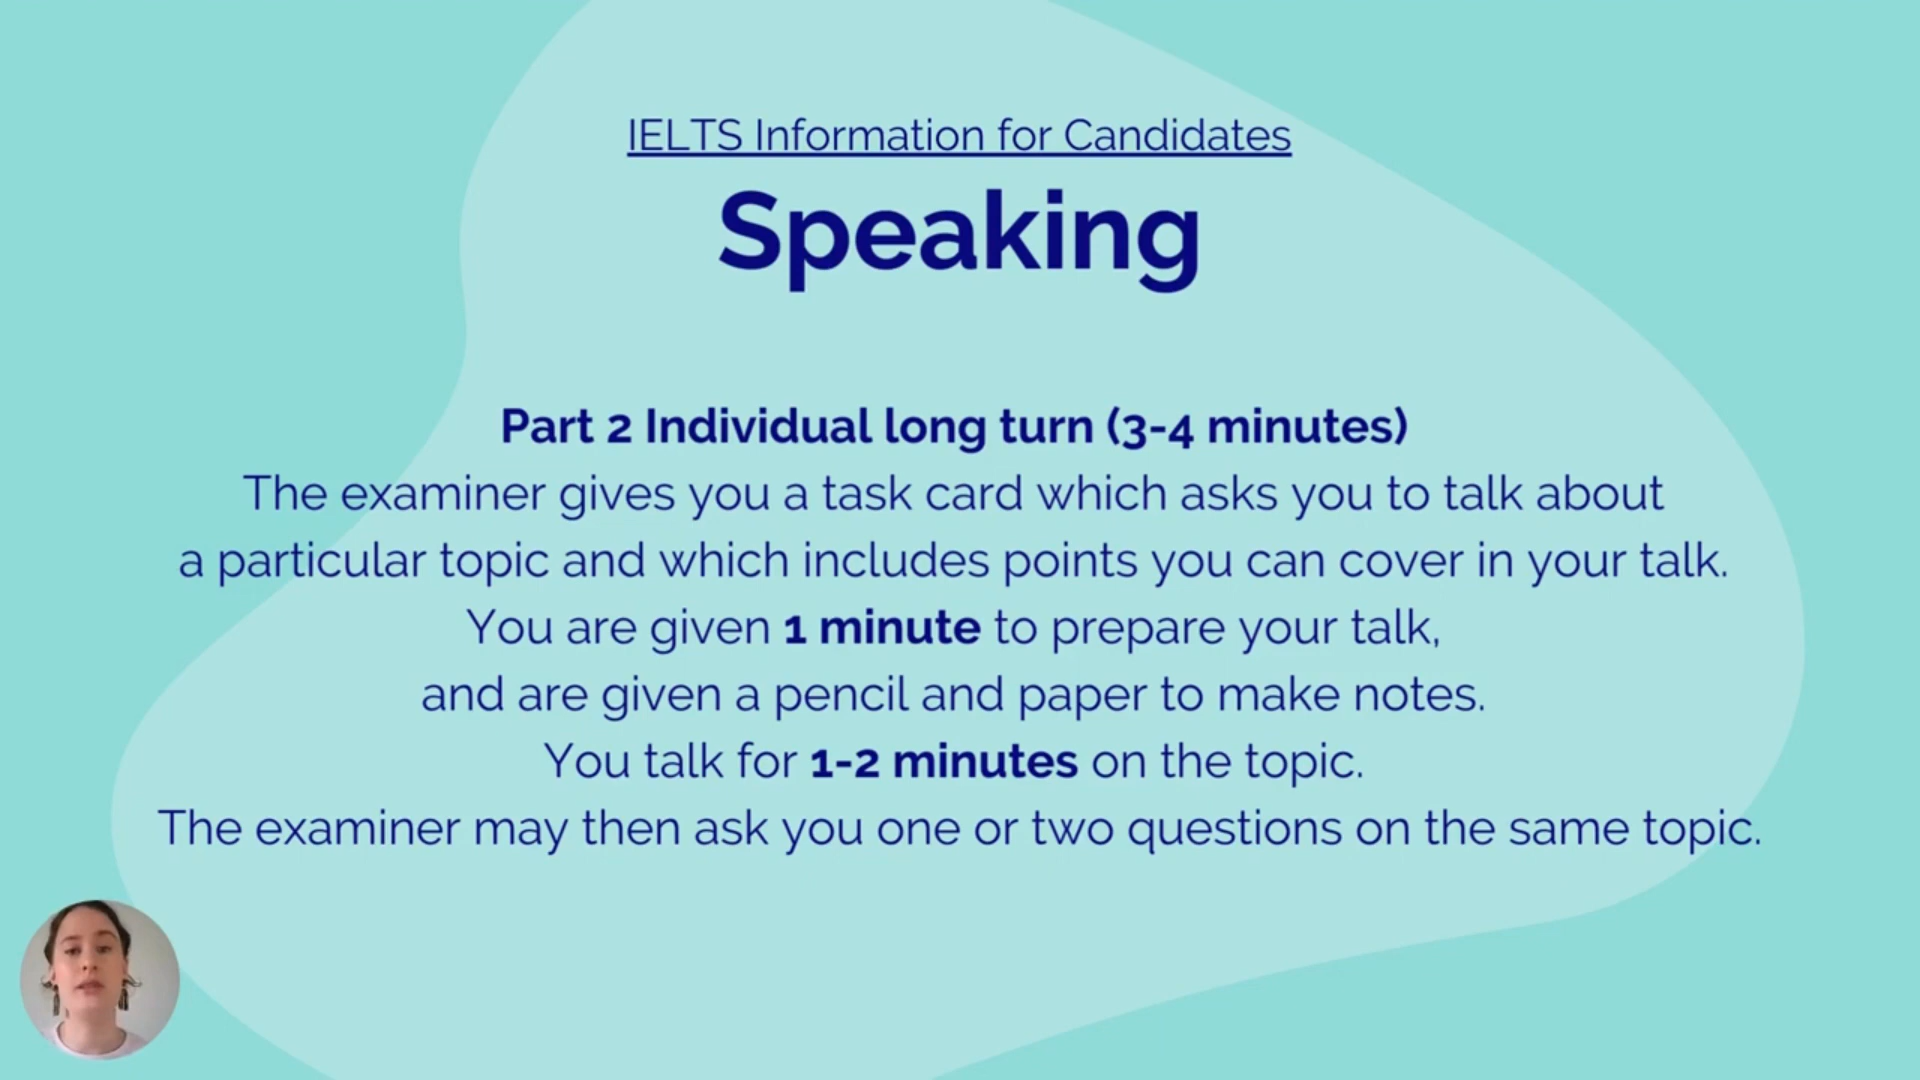 IELTS Information for Candidates
Speaking
Part 2 Individual long turn (3-4 minutes)
The examiner gives you a task card which asks you to talk about
a particular topic and which includes points you can cover in your talk.
You are given 1 minute to prepare your talk,
and are given a pencil and paper to make notes.
You talk for 1-2 minutes on the topic.
The examiner may then ask you one or two questions on the same topic.